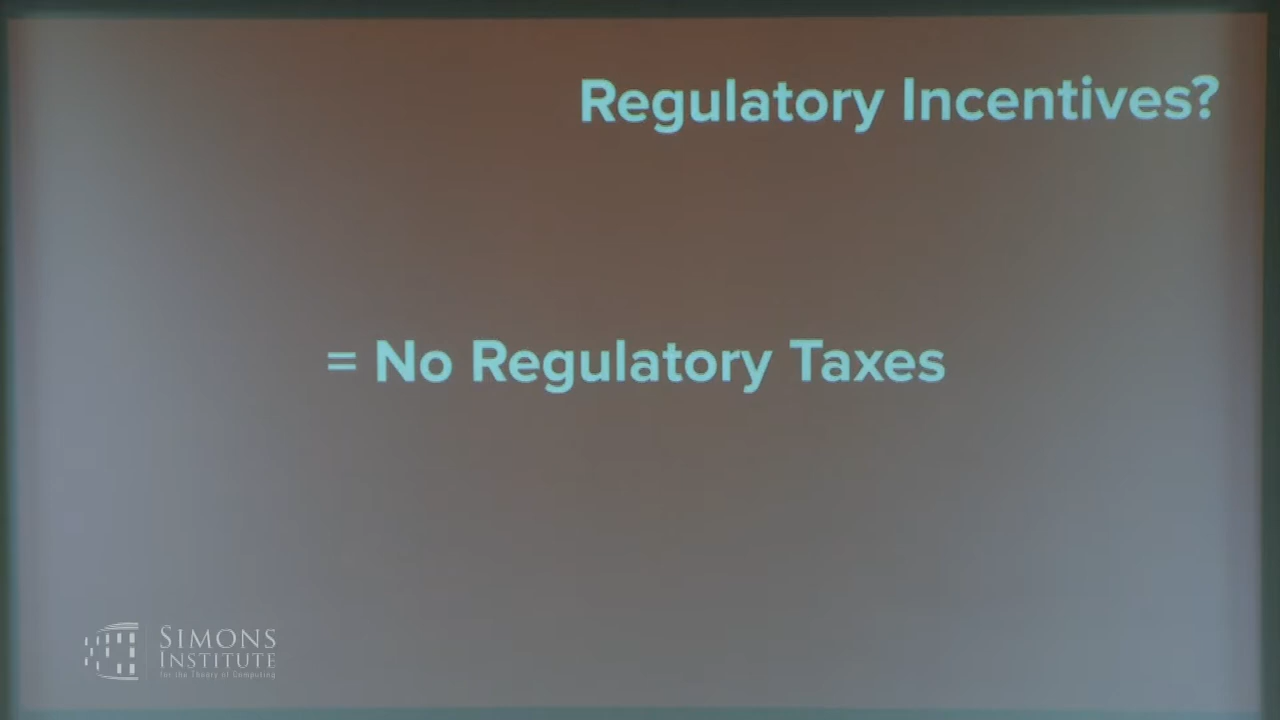 Regulatory Incentives?
= No Regulatory Taxes
SIMONS
INSTITUTE
for the Theory of Computing